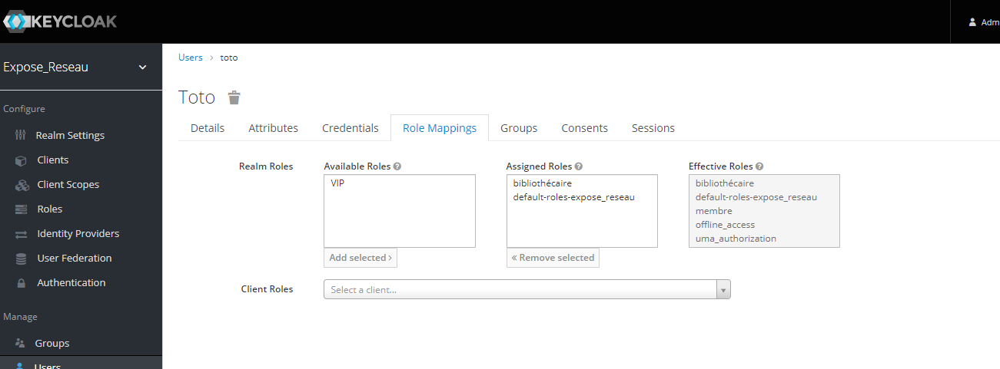 KEYCLOAK
Adm
Expose_Reseau
Configure
Realm Settings
Clients
Client Scopes
Roles
Identity Providers
User Federation
Authentication
Manage
Groups
Users
Users > toto
Toto
Details Attributes Credentials Role Mappings Groups Consents Sessions
Realm Roles
Available Roles
VIP
Add selected >
Assigned Roles
bibliothécaire
default-roles-expose_reseau
« Remove selected
Effective Roles
bibliothécaire
default-roles-expose_reseau
membre
offline_access
uma_authorization
Client Roles
Select a client...